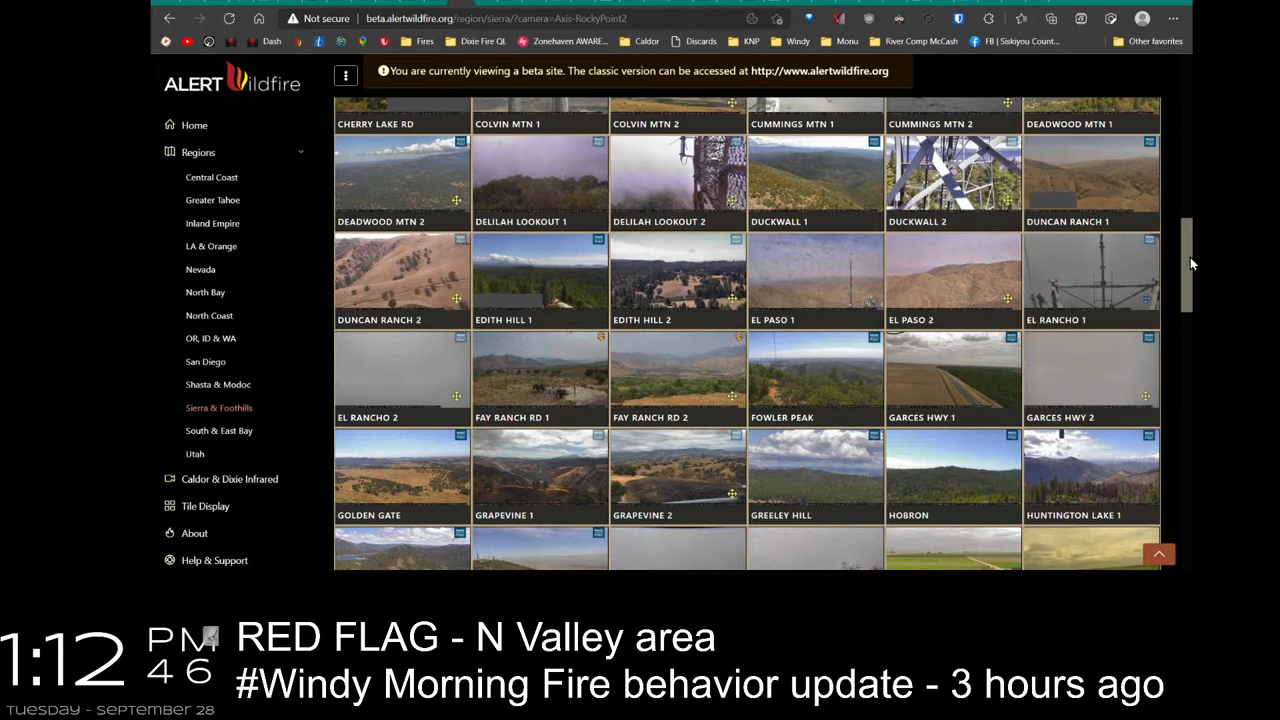 Not secure
beta.alertwildfire.org/region/sierra/?camera=Axis-RockyPoint2
Dash
Fires
Dixie Fire QL
Zonehaven AWARE...
Caldor
Discards
KNP
Windy
Monu
River Comp McCash
FB | Siskiyou Count...
Other favorites
ALERT Wildfire
You are currently viewing a beta site. The classic version can be accessed at http://www.alertwildfire.org
Home
Regions
Central Coast
Greater Tahoe
Inland Empire
LA & Orange
Nevada
North Bay
North Coast
OR, ID & WA
San Diego
Shasta & Modoc
Sierra & Foothills
South & East Bay
Utah
Caldor & Dixie Infrared
Tile Display
About
Help & Support
CHERRY LAKE RD
COLVIN MTN 1
COLVIN MTN 2
CUMMINGS MTN 1
CUMMINGS MTN 2
DEADWOOD MTN 1
DEADWOOD MTN 2
DELILAH LOOKOUT 1
DELILAH LOOKOUT 2
DUCKWALL 1
DUCKWALL 2
DUNCAN RANCH 1
DUNCAN RANCH 2
EDITH HILL 1
EDITH HILL 2
EL PASO 1
EL PASO 2
EL RANCHO 1
EL RANCHO 2
FAY RANCH RD 1
FAY RANCH RD 2
FOWLER PEAK
GARCES HWY 1
GARCES HWY 2
GOLDEN GATE
GRAPEVINE 1
GRAPEVINE 2
GREELEY HILL
HOBRON
HUNTINGTON LAKE 1
1:12 PM 46
TUESDAY - SEPTEMBER 28
RED FLAG - N Valley area
#Windy Morning Fire behavior update - 3 hours ago